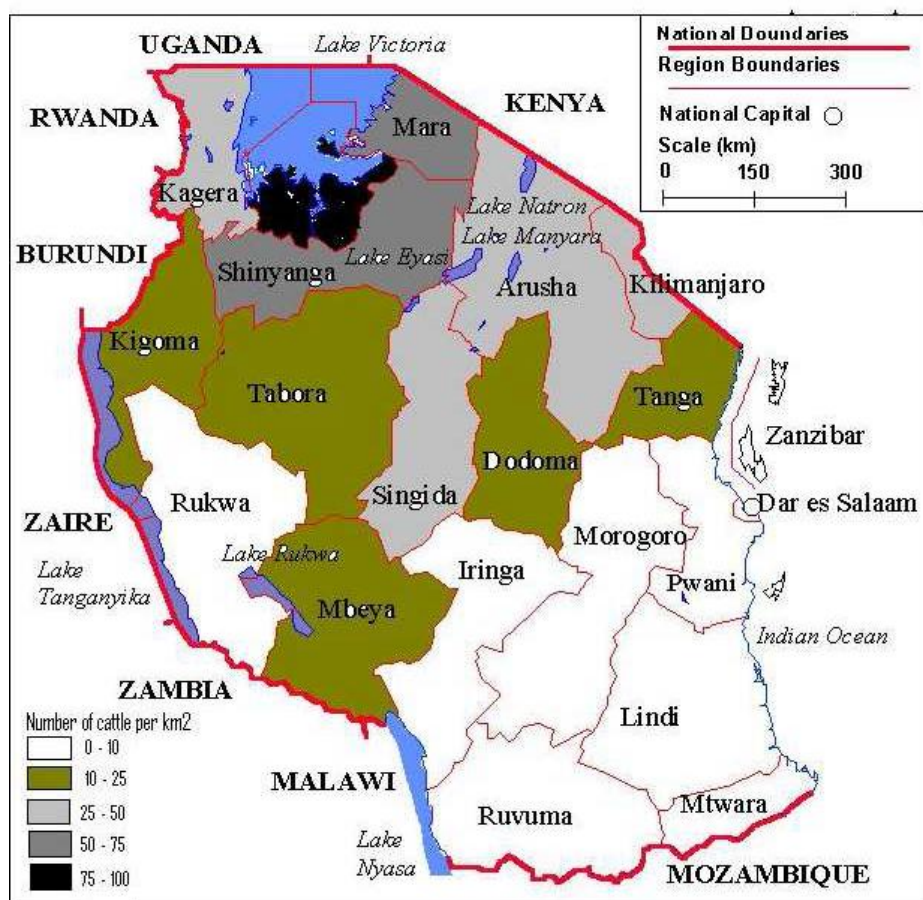 UGANDA
Lake Victoria
National Doundaries
Region Boundaries
National Capital
Scale (km)
0 150 300
RWANDA
KENYA
Mara
Kagera
Lake Natron
Lake Manyara
BURUNDI
Lake Eyasi
Shinyanga
Arusha
Kilimanjaro
Kigoma
Tabora
Tanga
Zanzibar
Dodoma
Singida
Rukwa
Dar es Salaam
ZAIRE
Morogoro
Lake Rukwa
Iringa
Lake
Tanganyika
Pwani
Mbeya
Indian Ocean
ZAMBIA
Lindi
Number of cattle per km2
0 - 10
10 - 25
25 - 50
50 - 75
75 - 100
MALAWI
Mtwara
Ruvuma
Lake
Nyasa
MOZAMBIQUE